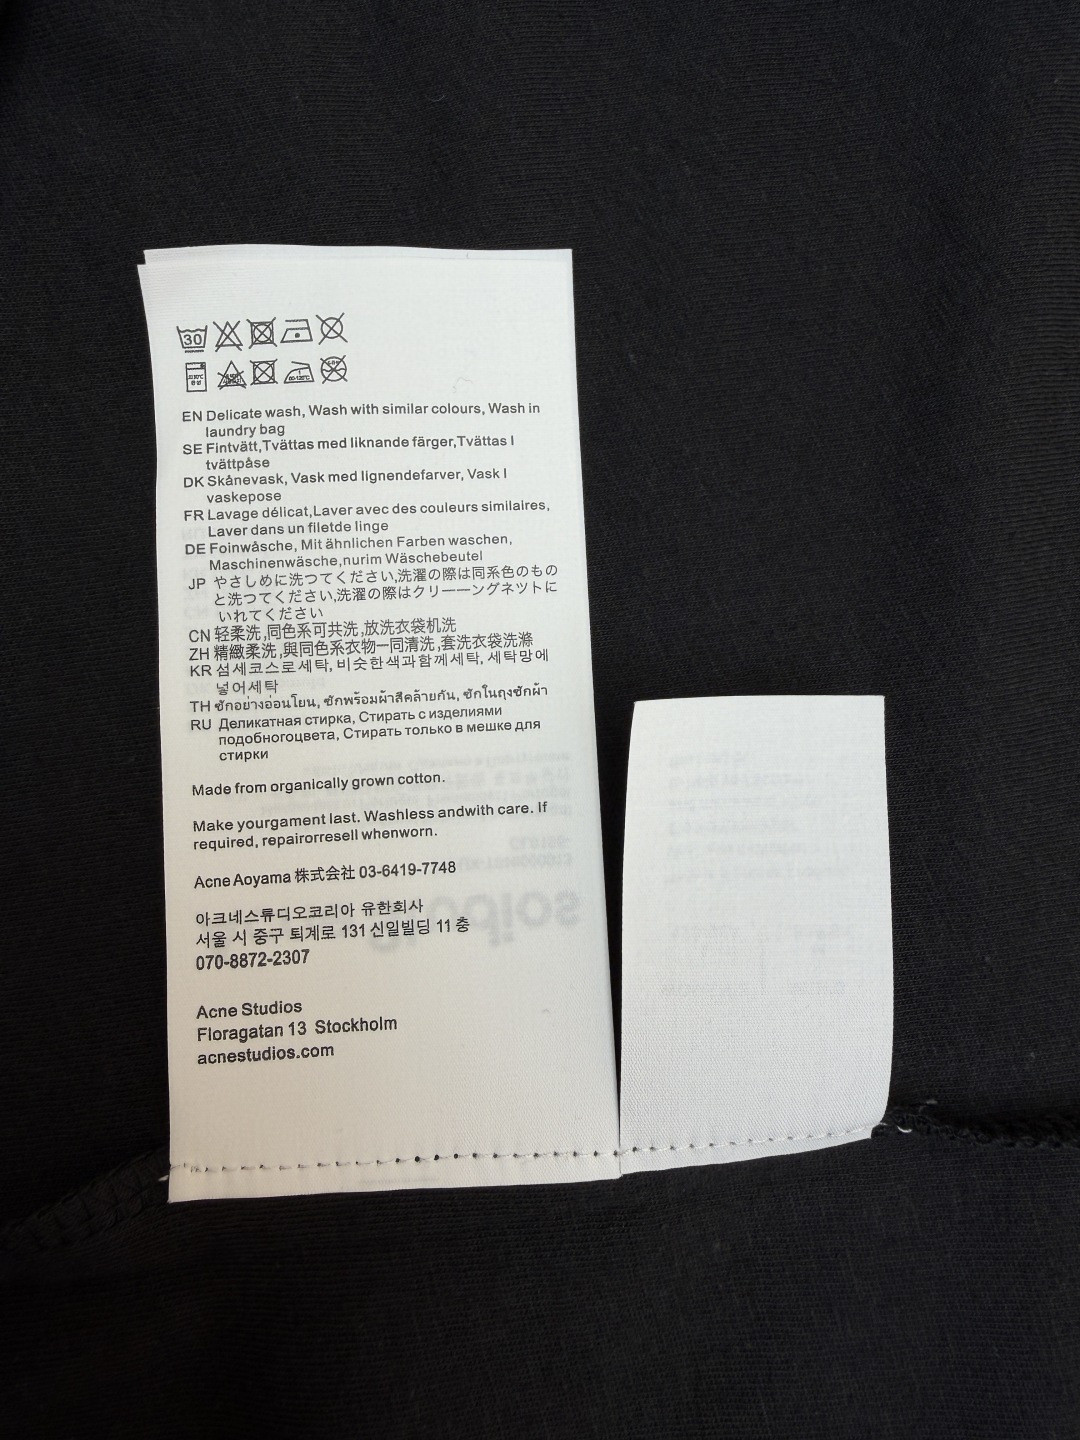 30
EN Delicate wash, Wash with similar colours, Wash in
laundry bag
SE Fintvätt,Tvättas med liknande färger,Tvättas I
tvättpåse
DK Skånevask, Vask med lignendefarver, Vask I
vaskepose
FR Lavage délicat,Laver avec des couleurs similaires,
Laver dans un filetde linge
DE Foinwåsche, Mit ähnlichen Farben waschen,
Maschinenwäsche,nurim Wäschebeutel
JP やさしめに洗つてください,洗濯の際は同系色のもの
と洗つてください,洗濯の際はクリーーングネツトに
いれてください
CN 轻柔洗,同色系可共洗,放洗衣袋机洗
ZH 精緻柔洗,與同色系衣物一同清洗,套洗衣袋洗滌
KR 섬세코스로세탁, 비슷한색과함께세탁, 세탁망에
넣어세탁
TH ซักอย่างอ่อนโยน, ซักพร้อมผ้าสีคล้ายกัน, ซักในถุงซักผ้า
RU Деликатная стирка, Стирать с изделиями
подобногоцвета, Стирать только в мешке для
стирки
Made from organically grown cotton.
Make yourgament last. Washless andwith care. If
required, repairorresell whenworn.
Acne Aoyama 株式会社 03-6419-7748
아크네스튜디오코리아 유한회사
서울 시 중구 퇴계로 131 신일빌딩 11 층
070-8872-2307
Acne Studios
Floragatan 13 Stockholm
acnestudios.com